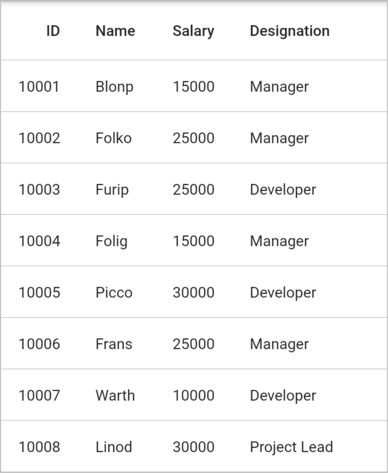 ID Name Salary Designation
10001 Blonp 15000 Manager
10002 Folko 25000 Manager
10003 Furip 25000 Developer
10004 Folig 15000 Manager
10005 Picco 30000 Developer
10006 Frans 25000 Manager
10007 Warth 10000 Developer
10008 Linod 30000 Project Lead